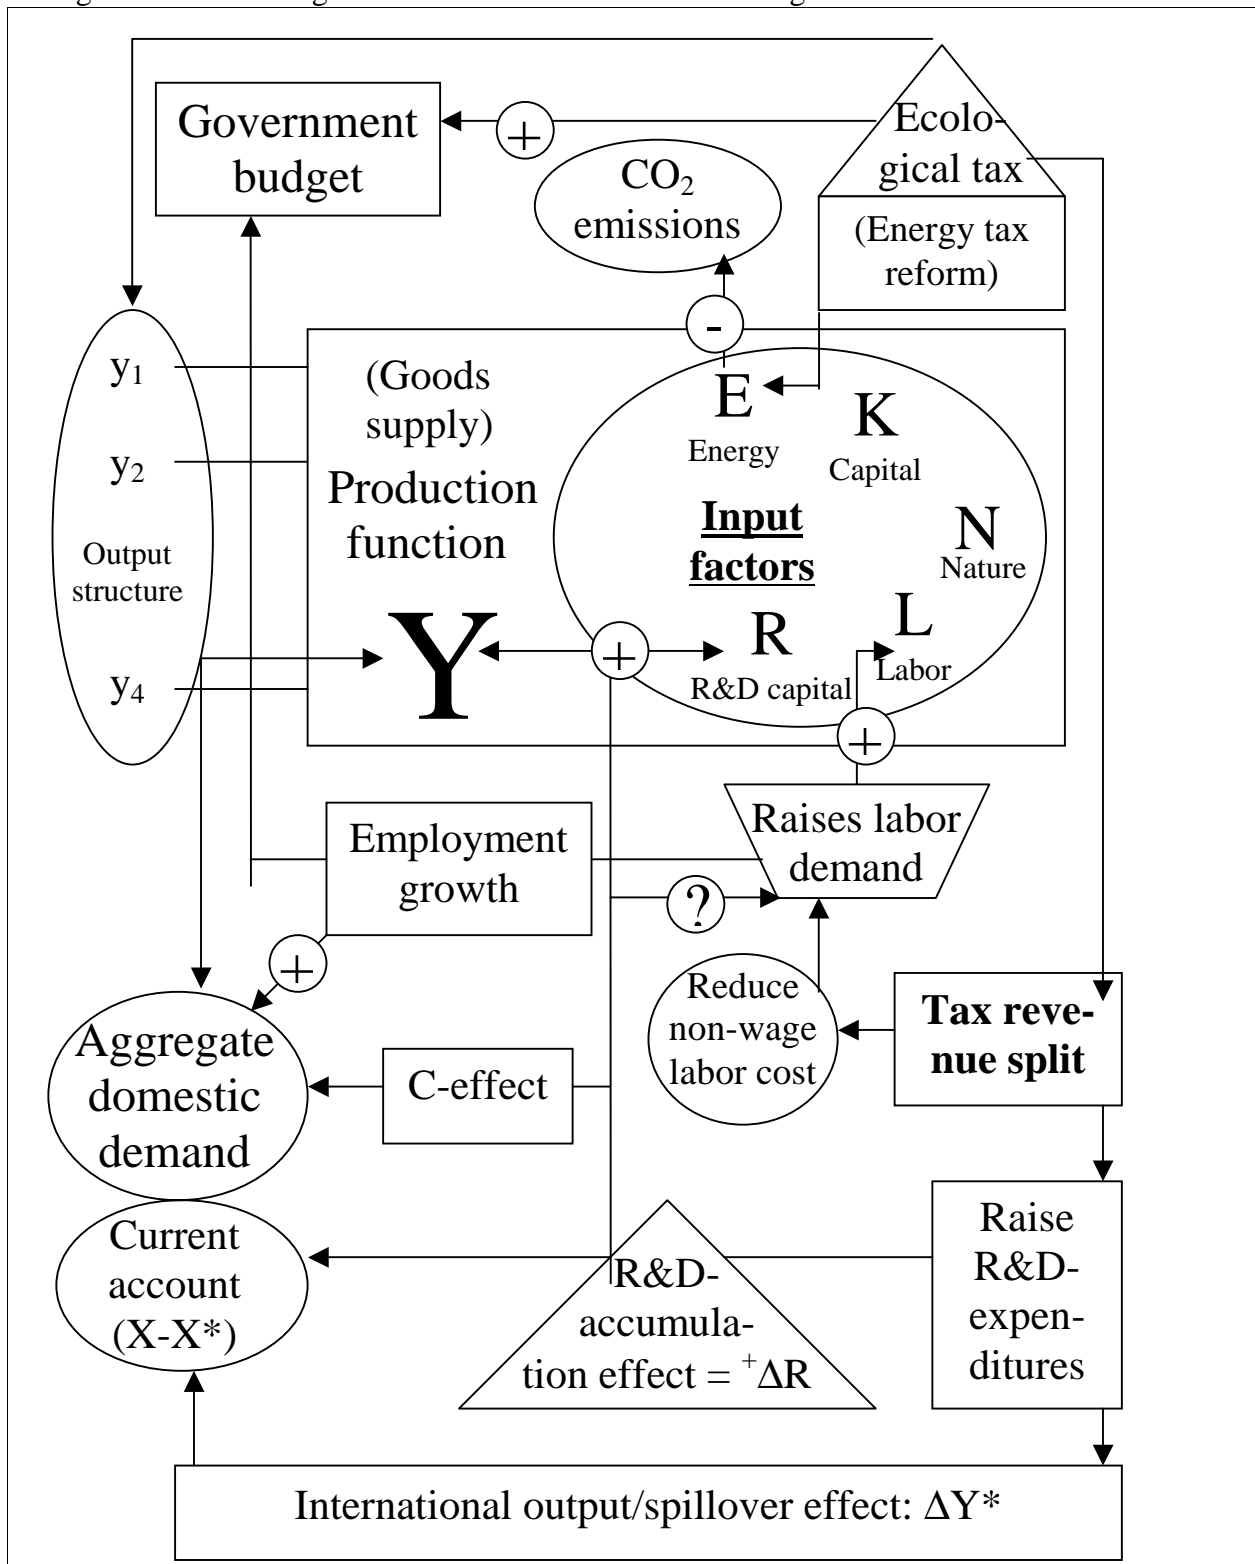 Government
budget
+
Ecolo-
gical tax
(Energy tax
reform)
CO2
emissions
-
y1
y2
Output
structure
y4
(Goods
supply)
Production
function
Y
E
Energy
K
Capital
Input
factors
N
Nature
+
R
R&D capital
L
Labor
+
Raises labor
demand
Employment
growth
?
+
Reduce
non-wage
labor cost
Tax reve-
nue split
Aggregate
domestic
demand
C-effect
Current
account
(X-X*)
R&D-
accumula-
tion effect = +ΔR
Raise
R&D-
expen-
ditures
International output/spillover effect: ΔY*